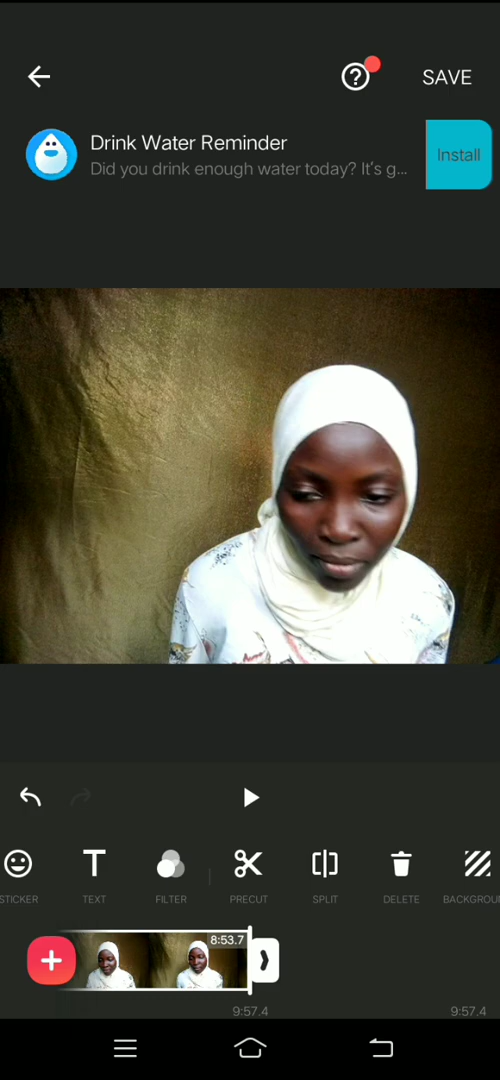 SAVE
Drink Water Reminder
Did you drink enough water today? It's g...
Install
STICKER
TEXT
FILTER
PRECUT
SPLIT
DELETE
BACKGROU
8:53.7
9:57.4
9:57.4